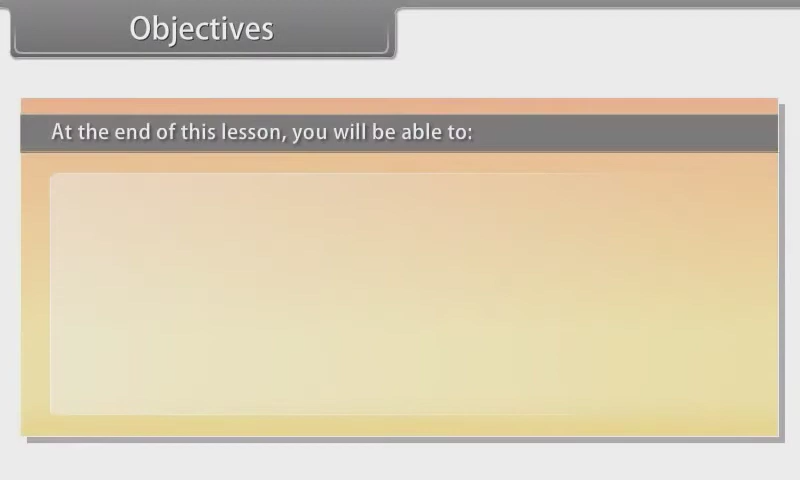 Objectives
At the end of this lesson, you will be able to: